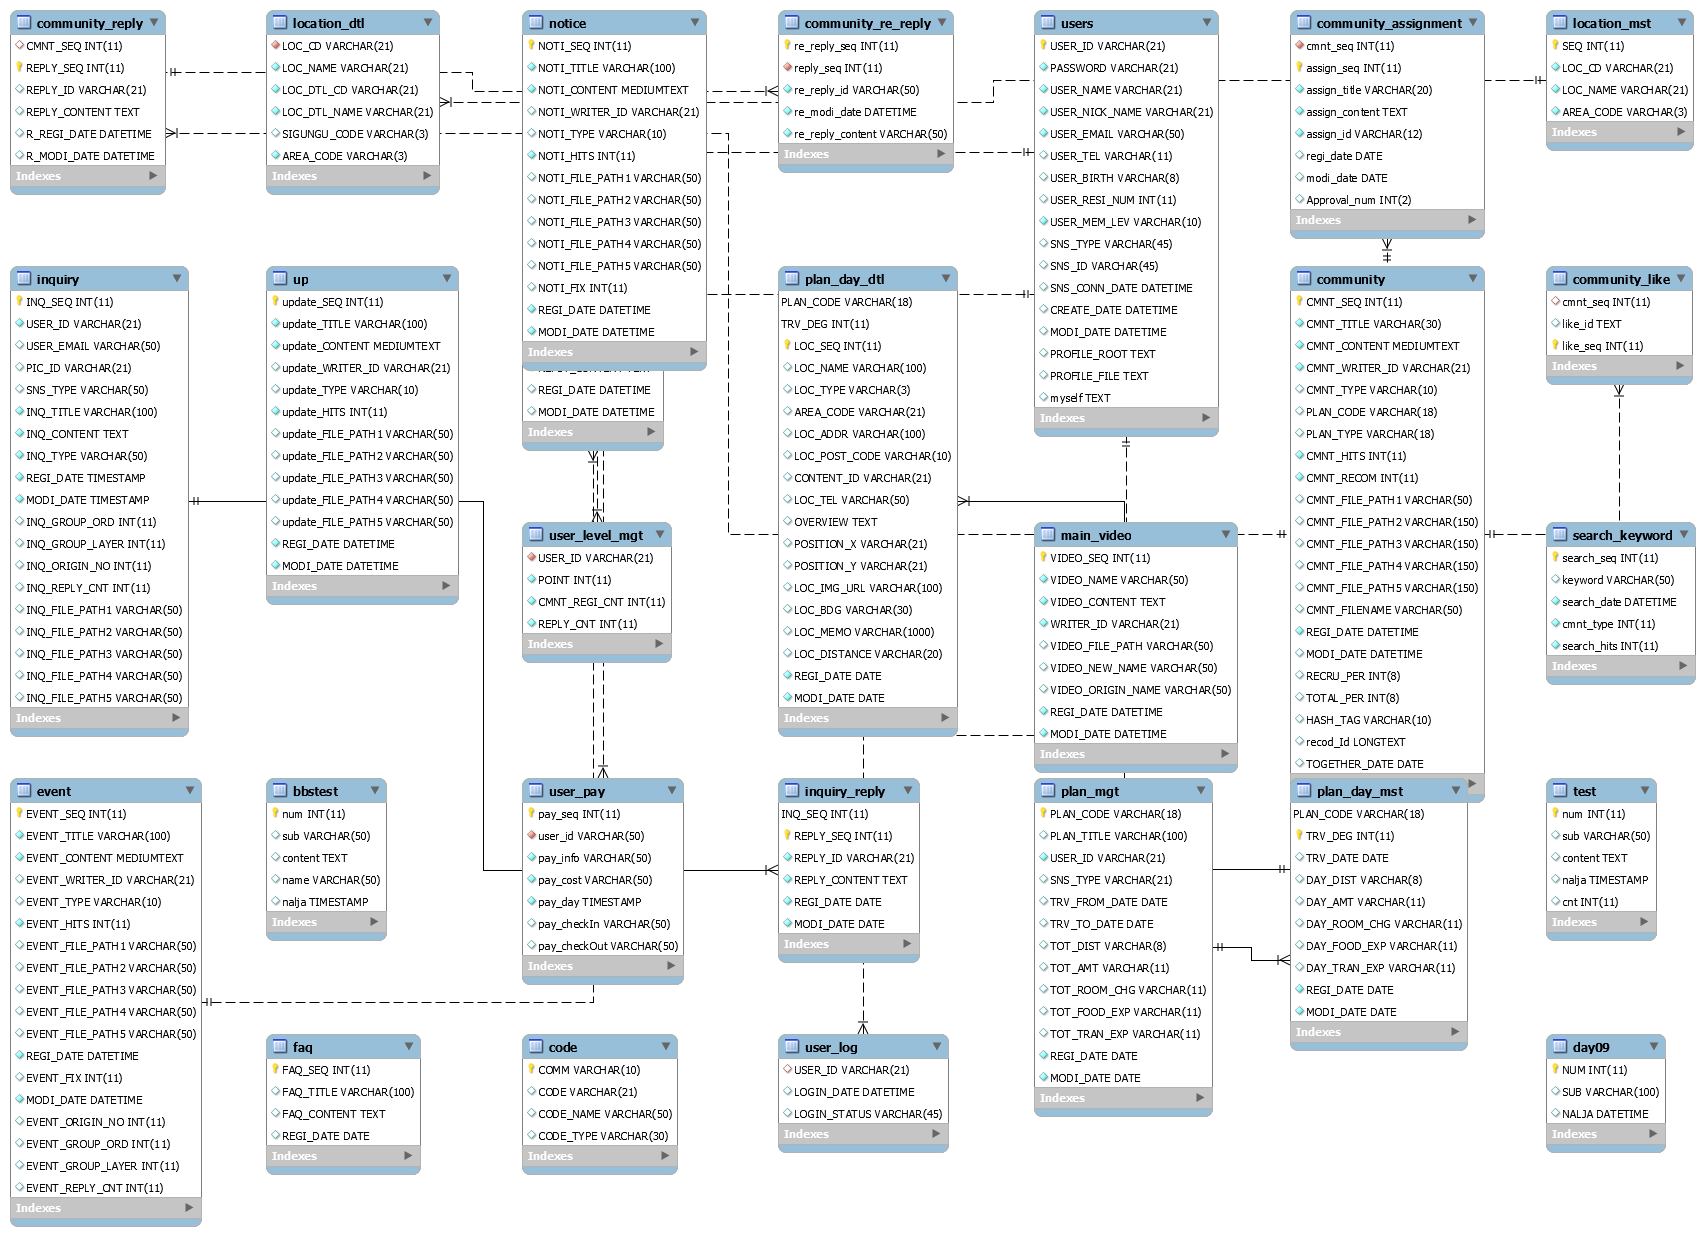 community_reply
CMNT_SEQ INT(11)
REPLY_SEQ INT(11)
REPLY_ID VARCHAR(21)
REPLY_CONTENT TEXT
R_REGI_DATE DATETIME
R_MODI_DATE DATETIME
Indexes
location_dtl
LOC_CD VARCHAR(21)
LOC_NAME VARCHAR(21)
LOC_DTL_CD VARCHAR(21)
LOC_DTL_NAME VARCHAR(21)
SIGUNGU_CODE VARCHAR(3)
AREA_CODE VARCHAR(3)
Indexes
notice
NOTI_SEQ INT(11)
NOTI_TITLE VARCHAR(100)
NOTI_CONTENT MEDIUMTEXT
NOTI_WRITER_ID VARCHAR(21)
NOTI_TYPE VARCHAR(10)
NOTI_HITS INT(11)
NOTI_FILE_PATH1 VARCHAR(50)
NOTI_FILE_PATH2 VARCHAR(50)
NOTI_FILE_PATH3 VARCHAR(50)
NOTI_FILE_PATH4 VARCHAR(50)
NOTI_FILE_PATH5 VARCHAR(50)
NOTI_FIX INT(11)
REGI_DATE DATETIME
MODI_DATE DATETIME
Indexes
REGI_DATE DATETIME
MODI_DATE DATETIME
Indexes
community_re_reply
re_reply_seq INT(11)
reply_seq INT(11)
re_reply_id VARCHAR(50)
re_modi_date DATETIME
re_reply_content VARCHAR(50)
Indexes
users
USER_ID VARCHAR(21)
PASSWORD VARCHAR(21)
USER_NAME VARCHAR(21)
USER_NICK_NAME VARCHAR(21)
USER_EMAIL VARCHAR(50)
USER_TEL VARCHAR(11)
USER_BIRTH VARCHAR(8)
USER_RESI_NUM INT(11)
USER_MEM_LEV VARCHAR(10)
SNS_TYPE VARCHAR(45)
SNS_ID VARCHAR(45)
SNS_CONN_DATE DATETIME
CREATE_DATE DATETIME
MODI_DATE DATETIME
PROFILE_ROOT TEXT
PROFILE_FILE TEXT
myself TEXT
Indexes
community_assignment
cmnt_seq INT(11)
assign_seq INT(11)
assign_title VARCHAR(20)
assign_content TEXT
assign_id VARCHAR(12)
regi_date DATE
modi_date DATE
Approval_num INT(2)
Indexes
location_mst
SEQ INT(11)
LOC_CD VARCHAR(21)
LOC_NAME VARCHAR(21)
AREA_CODE VARCHAR(3)
Indexes
inquiry
INQ_SEQ INT(11)
USER_ID VARCHAR(21)
USER_EMAIL VARCHAR(50)
PIC_ID VARCHAR(21)
SNS_TYPE VARCHAR(50)
INQ_TITLE VARCHAR(100)
INQ_CONTENT TEXT
INQ_TYPE VARCHAR(50)
REGI_DATE TIMESTAMP
MODI_DATE TIMESTAMP
INQ_GROUP_ORD INT(11)
INQ_GROUP_LAYER INT(11)
INQ_ORIGIN_NO INT(11)
INQ_REPLY_CNT INT(11)
INQ_FILE_PATH1 VARCHAR(50)
INQ_FILE_PATH2 VARCHAR(50)
INQ_FILE_PATH3 VARCHAR(50)
INQ_FILE_PATH4 VARCHAR(50)
INQ_FILE_PATH5 VARCHAR(50)
Indexes
up
update_SEQ INT(11)
update_TITLE VARCHAR(100)
update_CONTENT MEDIUMTEXT
update_WRITER_ID VARCHAR(21)
update_TYPE VARCHAR(10)
update_HITS INT(11)
update_FILE_PATH1 VARCHAR(50)
update_FILE_PATH2 VARCHAR(50)
update_FILE_PATH3 VARCHAR(50)
update_FILE_PATH4 VARCHAR(50)
update_FILE_PATH5 VARCHAR(50)
REGI_DATE DATETIME
MODI_DATE DATETIME
Indexes
user_level_mgt
USER_ID VARCHAR(21)
POINT INT(11)
CMNT_REGI_CNT INT(11)
REPLY_CNT INT(11)
Indexes
plan_day_dtl
PLAN_CODE VARCHAR(18)
TRV_DEG INT(11)
LOC_SEQ INT(11)
LOC_NAME VARCHAR(100)
LOC_TYPE VARCHAR(3)
AREA_CODE VARCHAR(21)
LOC_ADDR VARCHAR(100)
LOC_POST_CODE VARCHAR(10)
CONTENT_ID VARCHAR(21)
LOC_TEL VARCHAR(50)
OVERVIEW TEXT
POSITION_X VARCHAR(21)
POSITION_Y VARCHAR(21)
LOC_IMG_URL VARCHAR(100)
LOC_BDG VARCHAR(30)
LOC_MEMO VARCHAR(1000)
LOC_DISTANCE VARCHAR(20)
REGI_DATE DATE
MODI_DATE DATE
Indexes
main_video
VIDEO_SEQ INT(11)
VIDEO_NAME VARCHAR(50)
VIDEO_CONTENT TEXT
WRITER_ID VARCHAR(21)
VIDEO_FILE_PATH VARCHAR(50)
VIDEO_NEW_NAME VARCHAR(50)
VIDEO_ORIGIN_NAME VARCHAR(50)
REGI_DATE DATETIME
MODI_DATE DATETIME
Indexes
community
CMNT_SEQ INT(11)
CMNT_TITLE VARCHAR(30)
CMNT_CONTENT MEDIUMTEXT
CMNT_WRITER_ID VARCHAR(21)
CMNT_TYPE VARCHAR(10)
PLAN_CODE VARCHAR(18)
PLAN_TYPE VARCHAR(18)
CMNT_HITS INT(11)
CMNT_RECOM INT(11)
CMNT_FILE_PATH1 VARCHAR(50)
CMNT_FILE_PATH2 VARCHAR(150)
CMNT_FILE_PATH3 VARCHAR(150)
CMNT_FILE_PATH4 VARCHAR(150)
CMNT_FILE_PATH5 VARCHAR(150)
CMNT_FILENAME VARCHAR(50)
REGI_DATE DATETIME
MODI_DATE DATETIME
RECRU_PER INT(8)
TOTAL_PER INT(8)
HASH_TAG VARCHAR(10)
recod_Id LONGTEXT
TOGETHER_DATE DATE
community_like
cmnt_seq INT(11)
like_id TEXT
like_seq INT(11)
Indexes
search_keyword
search_seq INT(11)
keyword VARCHAR(50)
search_date DATETIME
cmnt_type INT(11)
search_hits INT(11)
Indexes
event
EVENT_SEQ INT(11)
EVENT_TITLE VARCHAR(100)
EVENT_CONTENT MEDIUMTEXT
EVENT_WRITER_ID VARCHAR(21)
EVENT_TYPE VARCHAR(10)
EVENT_HITS INT(11)
EVENT_FILE_PATH1 VARCHAR(50)
EVENT_FILE_PATH2 VARCHAR(50)
EVENT_FILE_PATH3 VARCHAR(50)
EVENT_FILE_PATH4 VARCHAR(50)
EVENT_FILE_PATH5 VARCHAR(50)
REGI_DATE DATETIME
EVENT_FIX INT(11)
MODI_DATE DATETIME
EVENT_ORIGIN_NO INT(11)
EVENT_GROUP_ORD INT(11)
EVENT_GROUP_LAYER INT(11)
EVENT_REPLY_CNT INT(11)
Indexes
bbstest
num INT(11)
sub VARCHAR(50)
content TEXT
name VARCHAR(50)
nalja TIMESTAMP
Indexes
user_pay
pay_seq INT(11)
user_id VARCHAR(50)
pay_info VARCHAR(50)
pay_cost VARCHAR(50)
pay_day TIMESTAMP
pay_checkIn VARCHAR(50)
pay_checkOut VARCHAR(50)
Indexes
inquiry_reply
INQ_SEQ INT(11)
REPLY_SEQ INT(11)
REPLY_ID VARCHAR(21)
REPLY_CONTENT TEXT
REGI_DATE DATE
MODI_DATE DATE
Indexes
plan_mgt
PLAN_CODE VARCHAR(18)
PLAN_TITLE VARCHAR(100)
USER_ID VARCHAR(21)
SNS_TYPE VARCHAR(21)
TRV_FROM_DATE DATE
TRV_TO_DATE DATE
TOT_DIST VARCHAR(8)
TOT_AMT VARCHAR(11)
TOT_ROOM_CHG VARCHAR(11)
TOT_FOOD_EXP VARCHAR(11)
TOT_TRAN_EXP VARCHAR(11)
REGI_DATE DATE
MODI_DATE DATE
Indexes
plan_day_mst
PLAN_CODE VARCHAR(18)
TRV_DEG INT(11)
TRV_DATE DATE
DAY_DIST VARCHAR(8)
DAY_AMT VARCHAR(11)
DAY_ROOM_CHG VARCHAR(11)
DAY_FOOD_EXP VARCHAR(11)
DAY_TRAN_EXP VARCHAR(11)
REGI_DATE DATE
MODI_DATE DATE
Indexes
test
num INT(11)
sub VARCHAR(50)
content TEXT
nalja TIMESTAMP
cnt INT(11)
Indexes
faq
FAQ_SEQ INT(11)
FAQ_TITLE VARCHAR(100)
FAQ_CONTENT TEXT
REGI_DATE DATE
Indexes
code
COMM VARCHAR(10)
CODE VARCHAR(21)
CODE_NAME VARCHAR(50)
CODE_TYPE VARCHAR(30)
Indexes
user_log
USER_ID VARCHAR(21)
LOGIN_DATE DATETIME
LOGIN_STATUS VARCHAR(45)
Indexes
day09
NUM INT(11)
SUB VARCHAR(100)
NALJA DATETIME
Indexes